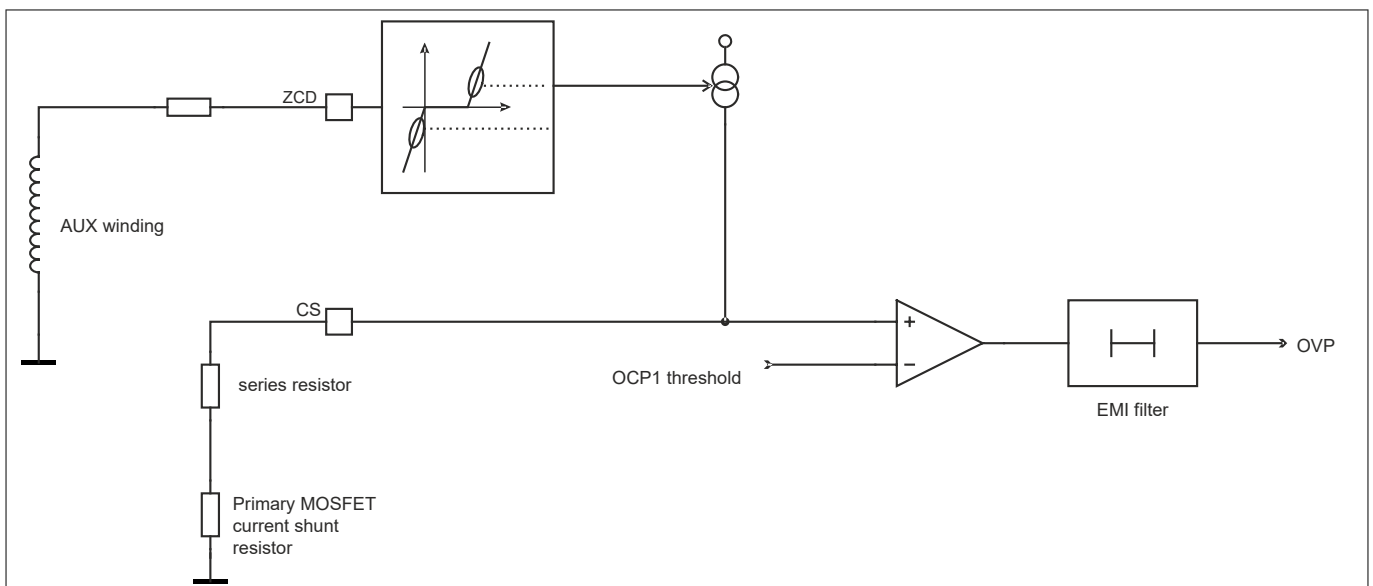 ZCD
AUX winding
CS
+
−
OCP1 threshold
OVP
series resistor
EMI filter
Primary MOSFET
current shunt
resistor